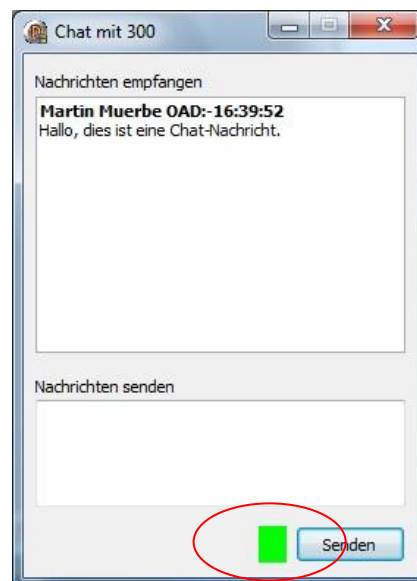 Chat mit 300
Nachrichten empfangen
Martin Muerbe OAD:-16:39:52
Hallo, dies ist eine Chat-Nachricht.
Nachrichten senden
Senden